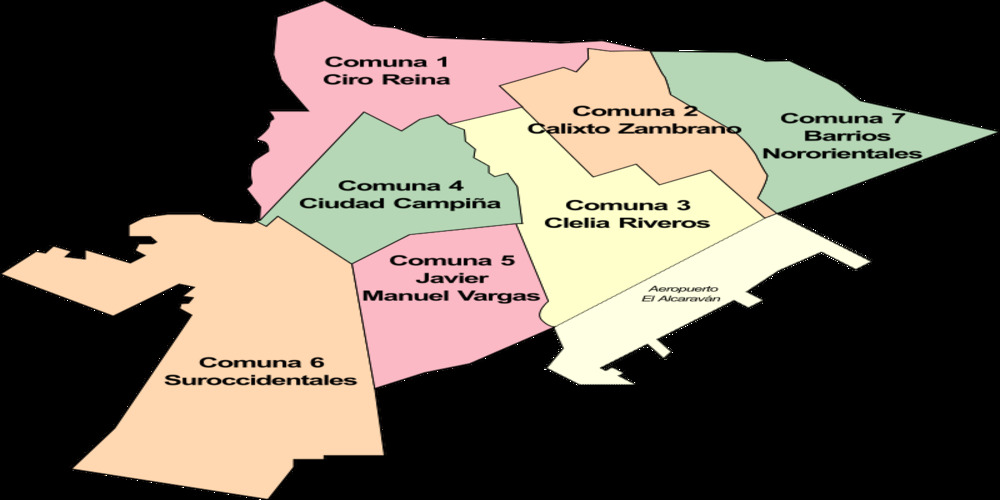 Comuna 1
Ciro Reina
Comuna 2
Calixto Zambrano
Comuna 7
Barrios
Nororientales
Comuna 4
Ciudad Campiña
Comuna 3
Clelia Riveros
Comuna 5
Javier
Manuel Vargas
Aeropuerto
El Alcaraván
Comuna 6
Suroccidentales